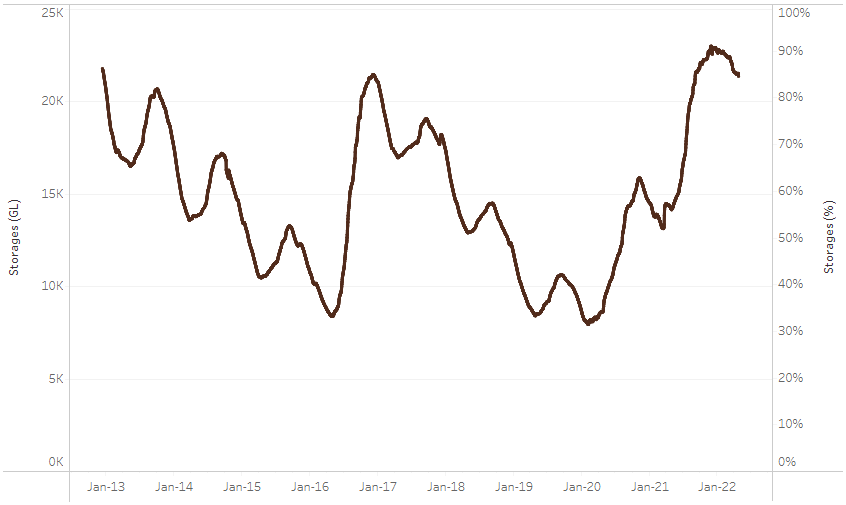 25K
20K
15K
10K
5K
0K
Storages (GL)
100%
90%
80%
70%
60%
50%
40%
30%
20%
10%
0%
Storages (%)
Jan-13 Jan-14 Jan-15 Jan-16 Jan-17 Jan-18 Jan-19 Jan-20 Jan-21 Jan-22